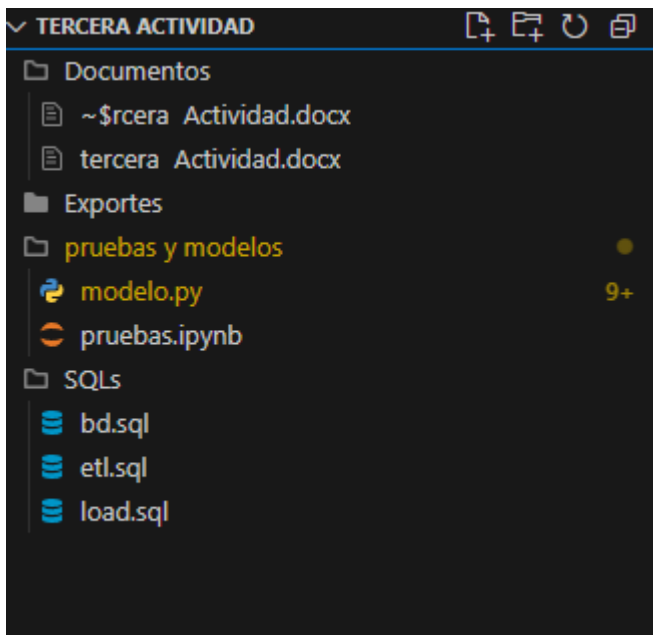 TERCERA ACTIVIDAD
Documentos
~$rcera Actividad.docx
tercera Actividad.docx
Exportes
pruebas y modelos
modelo.py 9+
pruebas.ipynb
SQLs
bd.sql
etl.sql
load.sql